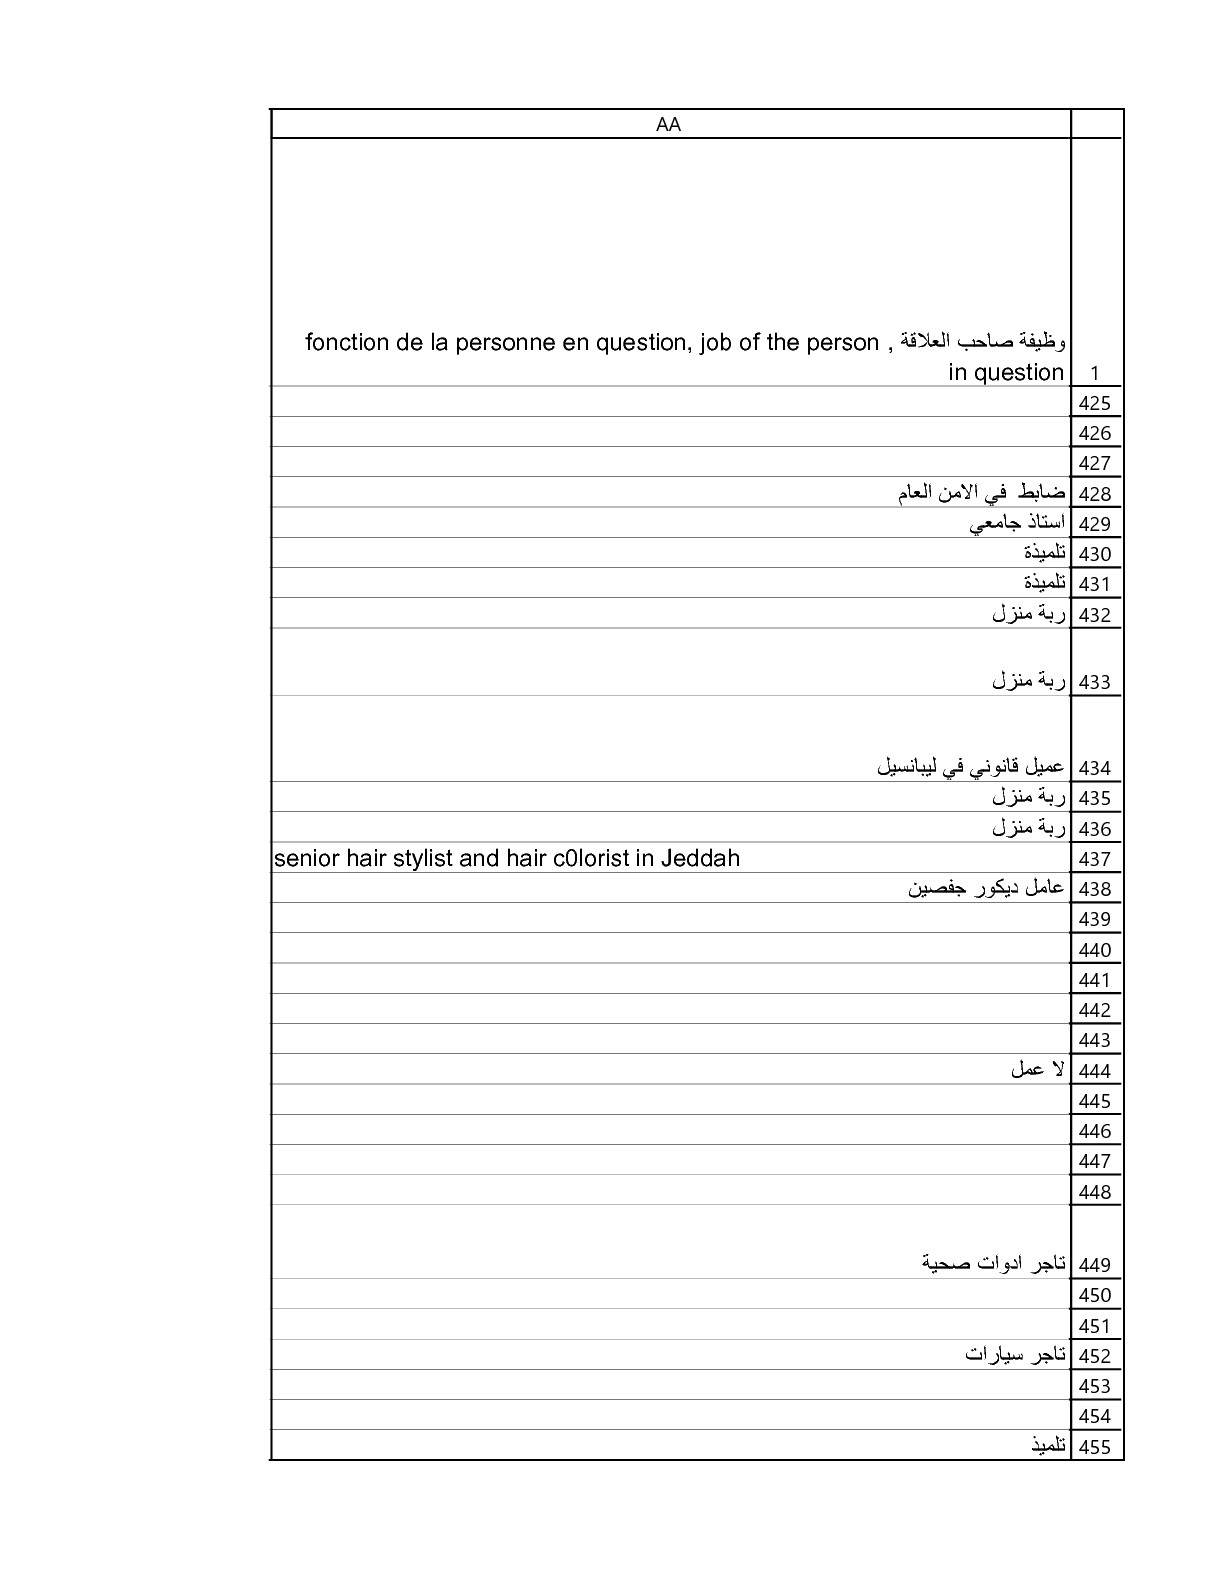 AA
وظيفة صاحب العلاقة , fonction de la personne en question, job of the person
in question 1
425
426
427
428 ضابط في الامن العام
429 استاذ جامعي
430 تلميذة
431 تلميذة
432 ربة منزل
433 ربة منزل
434 عميل قانوني في ليبانسيل
435 ربة منزل
436 ربة منزل
senior hair stylist and hair c0lorist in Jeddah 437
438 عامل ديكور جفصين
439
440
441
442
443
444 لا عمل
445
446
447
448
449 تاجر ادوات صحية
450
451
452 تاجر سيارات
453
454
455 تلميذ